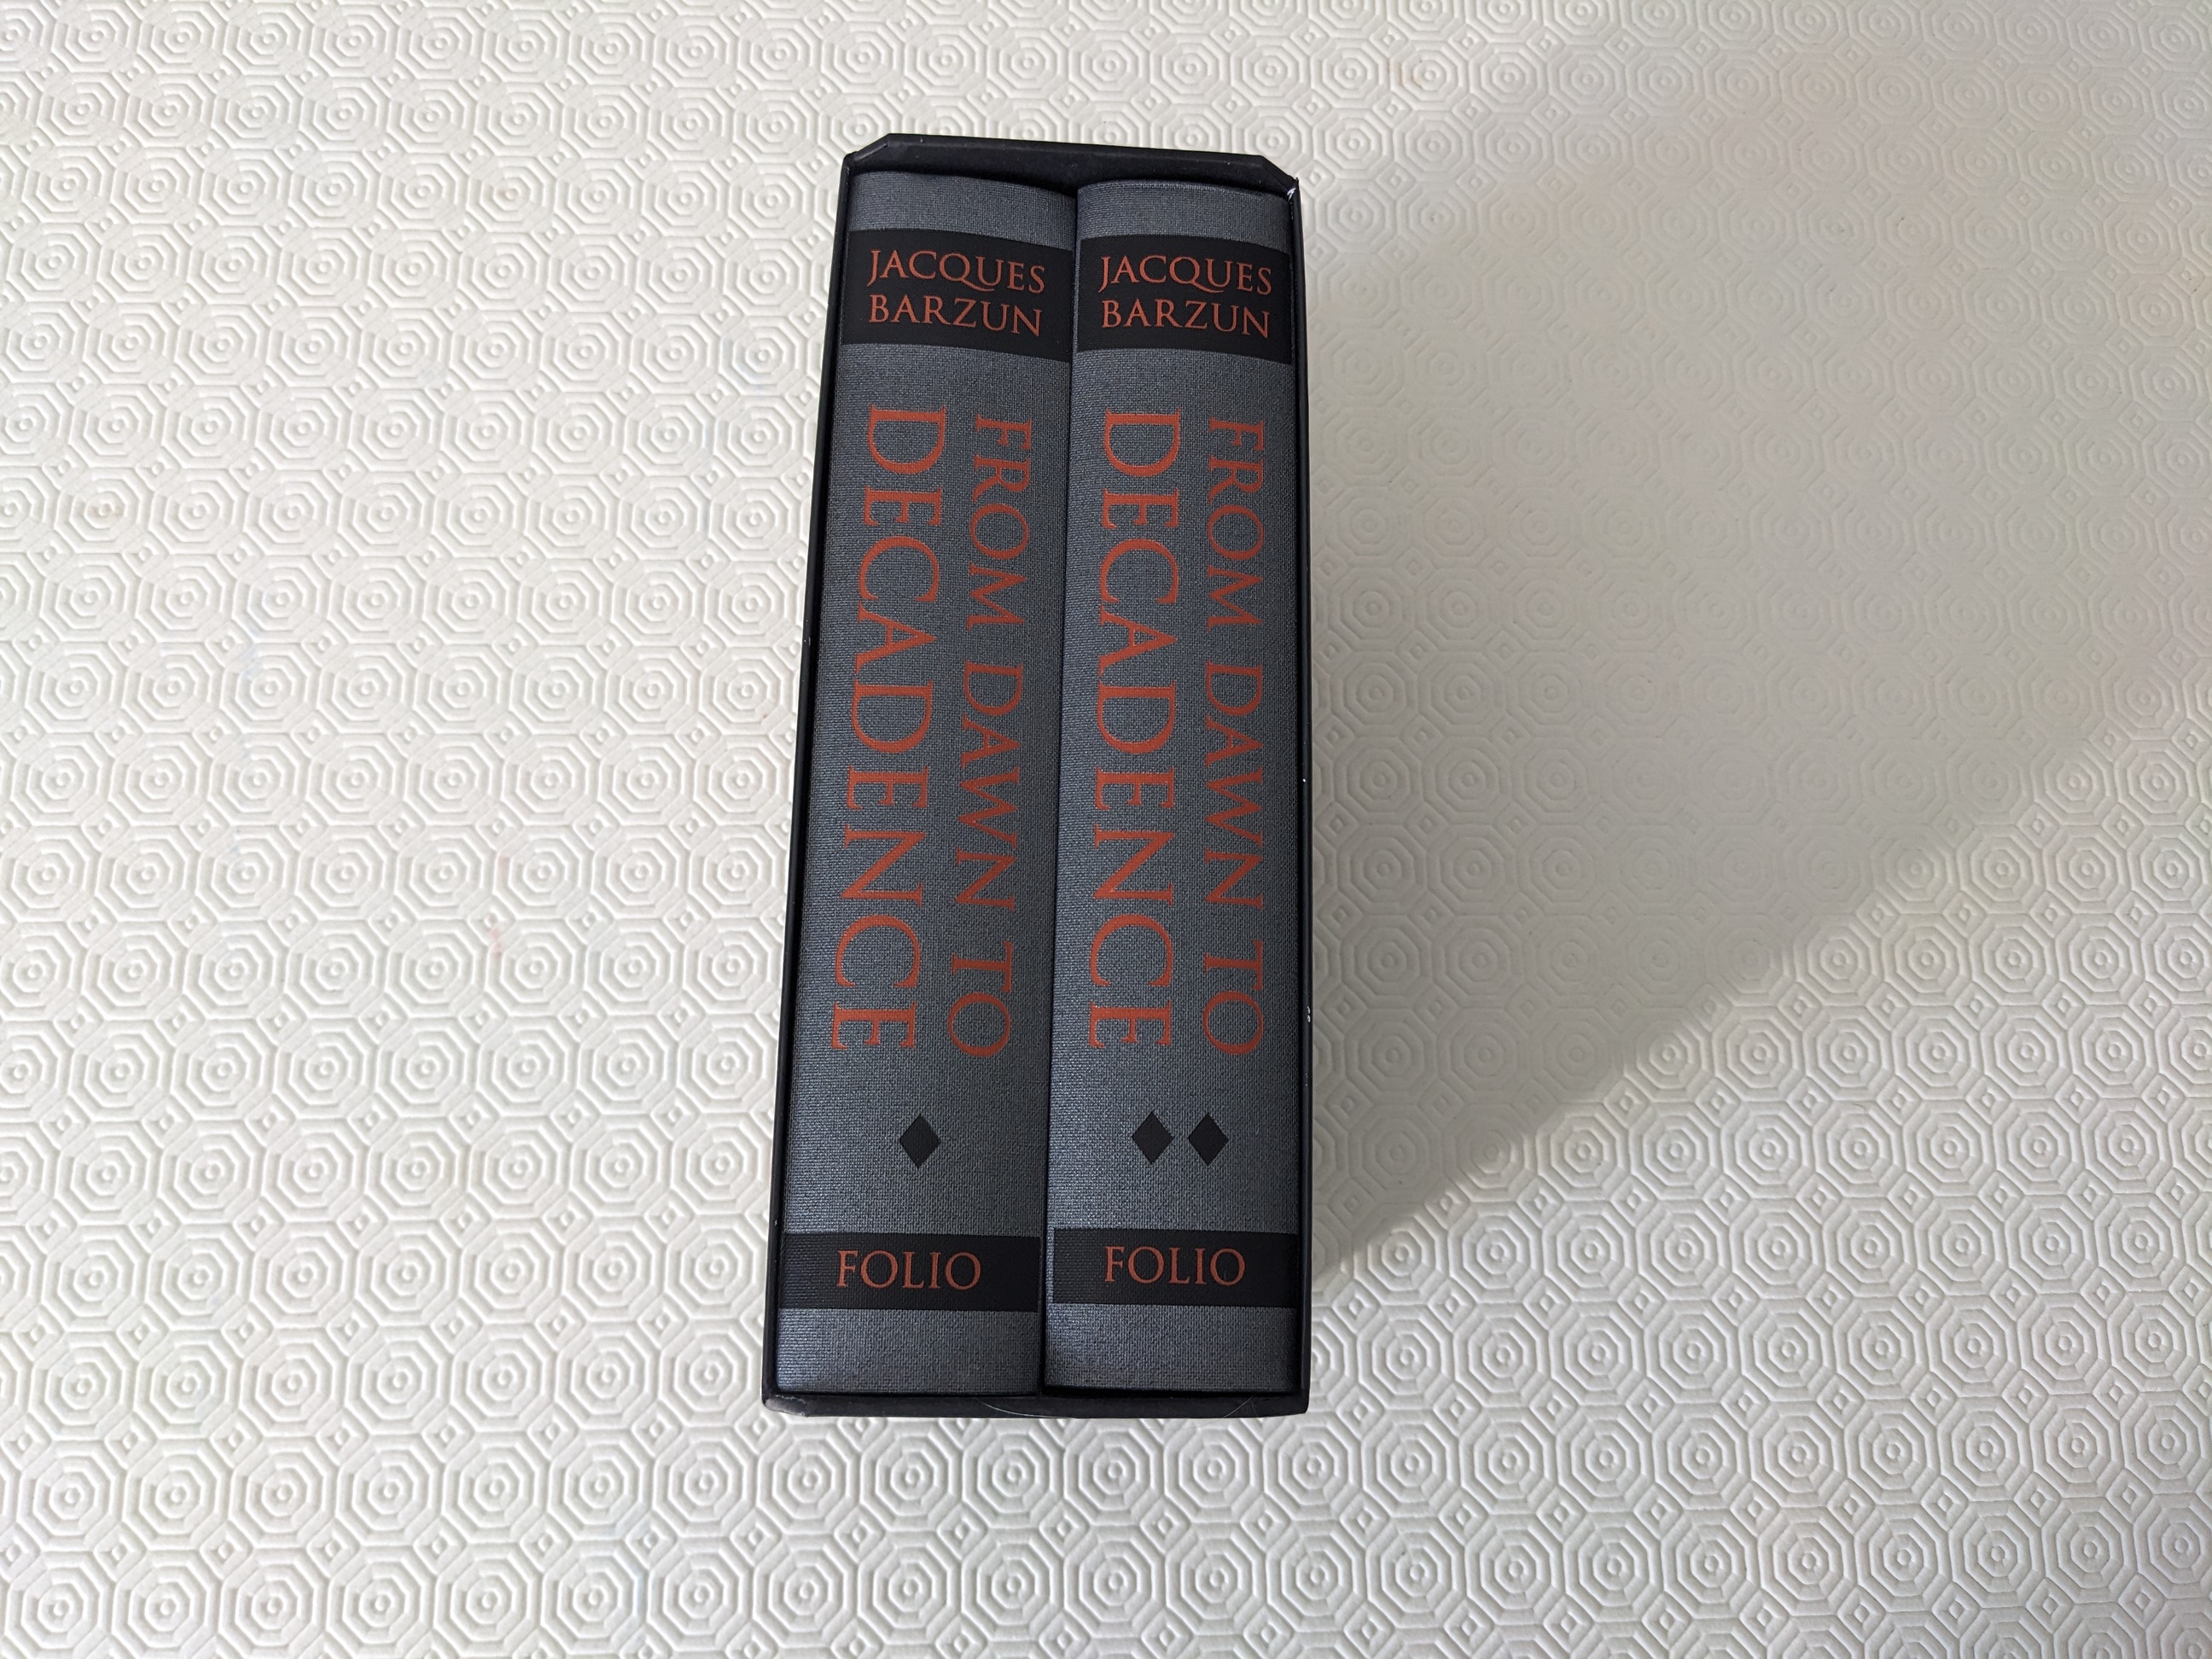 JACQUES
BARZUN
FROM DAWN TO
DECADENCE
FOLIO
JACQUES
BARZUN
FROM DAWN TO
DECADENCE
FOLIO